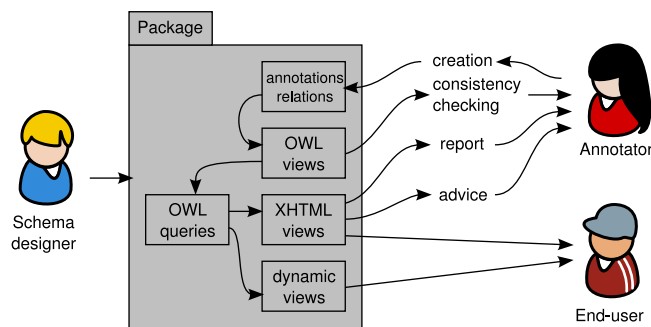 Package
annotations
relations
OWL
views
OWL
queries
XHTML
views
dynamic
views
creation
consistency
checking
report
advice
Schema
designer
Annotator
End-user